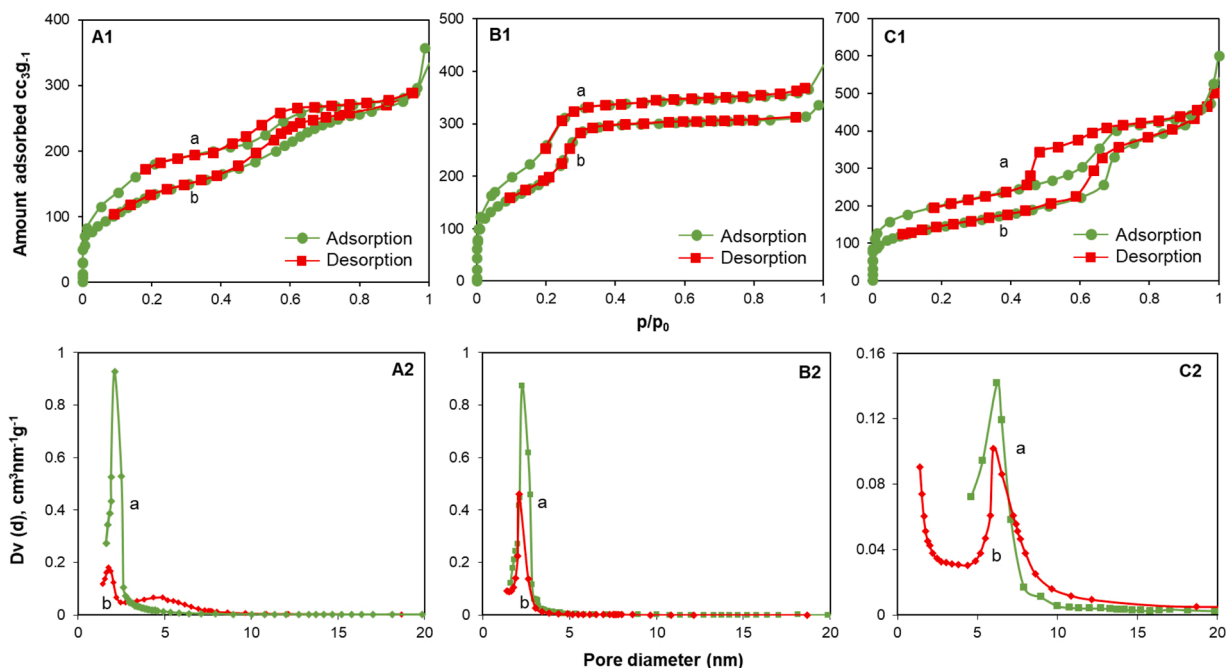 Amount adsorbed cc₃g₋₁
400
300
200
100
0
0
0.2
0.4
0.6
0.8
1
A1
a
b
Adsorption
Desorption
500
400
300
200
100
0
0
0.2
0.4
0.6
0.8
1
B1
a
b
Adsorption
Desorption
p/p₀
700
600
500
400
300
200
100
0
0
0.2
0.4
0.6
0.8
1
C1
a
b
Adsorption
Desorption
Dv (d), cm³nm⁻¹g⁻¹
1
0.8
0.6
0.4
0.2
0
0
5
10
15
20
A2
a
b
1
0.8
0.6
0.4
0.2
0
0
5
10
15
20
B2
a
b
Pore diameter (nm)
0.16
0.12
0.08
0.04
0
0
5
10
15
20
C2
a
b